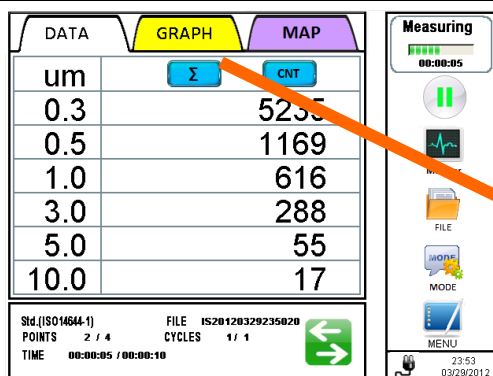 DATA GRAPH MAP Measuring
00:00:05
um Σ CNT
0.3 5235
0.5 1169
1.0 616
3.0 288
5.0 55
10.0 17
FILE
MODE
MODE
MENU
Std.(ISO14644-1) FILE IS20120329235020
POINTS 2 / 4 CYCLES 1/ 1
TIME 00:00:05 / 00:00:10
23:53
03/29/2012